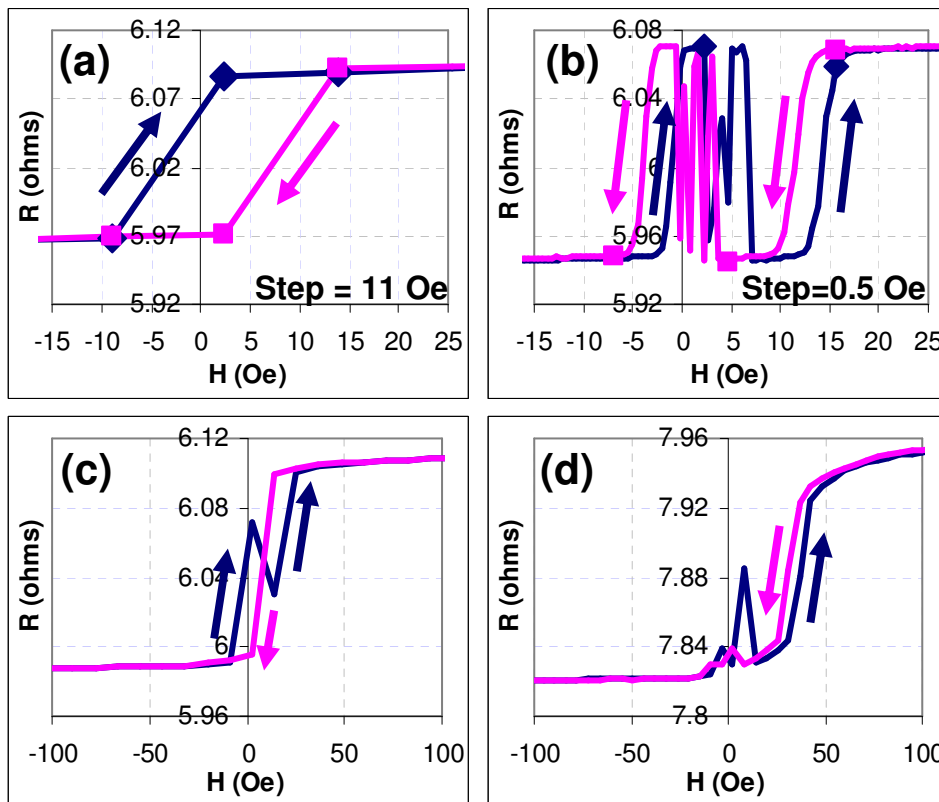 (a)
6.12
6.07
6.02
5.97
5.92
R (ohms)
Step = 11 Oe
-15 -10 -5 0 5 10 15 20 25
H (Oe)
(b)
6.08
6.04
5.96
5.92
R (ohms)
Step=0.5 Oe
-15 -10 -5 0 5 10 15 20 25
H (Oe)
(c)
6.12
6.08
6.04
6
5.96
R (ohms)
-100 -50 0 50 100
H (Oe)
(d)
7.96
7.92
7.88
7.84
7.8
R (ohms)
-100 -50 0 50 100
H (Oe)